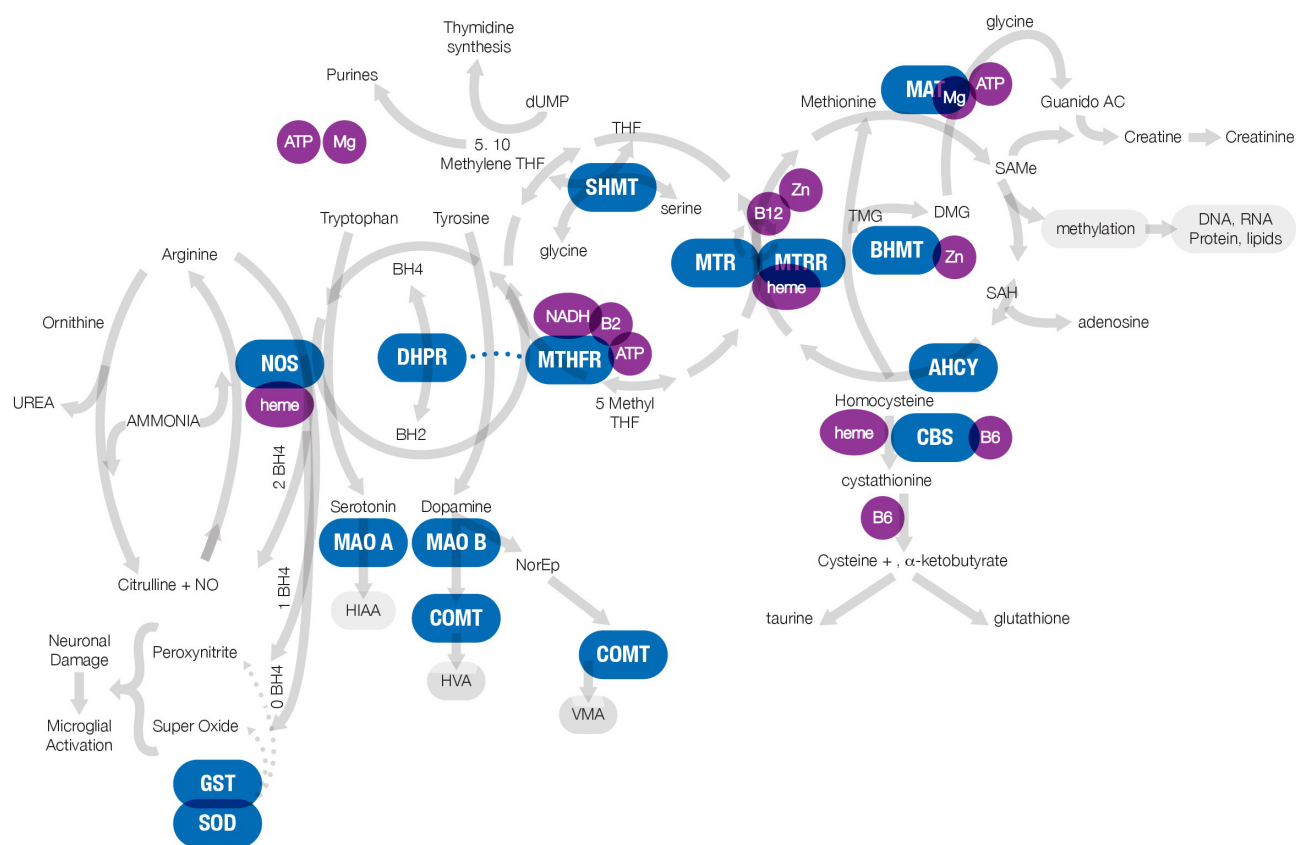 glycine
Thymidine
synthesis
Purines
dUMP
MAT
Mg
ATP
Methionine
Guanido AC
ATP
Mg
THF
5. 10
Methylene THF
Creatine
Creatinine
SAMe
SHMT
Zn
serine
B12
Tryptophan
Tyrosine
TMG
DMG
methylation
DNA, RNA
Protein, lipids
glycine
Arginine
MTR
MTRR
heme
BHMT
Zn
BH4
SAH
Ornithine
NADH
B2
ATP
adenosine
NOS
DHPR
MTHFR
AHCY
UREA
heme
AMMONIA
5 Methyl
THF
Homocysteine
BH2
heme
CBS
B6
2 BH4
cystathionine
Serotonin
Dopamine
B6
MAO A
MAO B
NorEp
Cysteine + , α-ketobutyrate
Citrulline + NO
1 BH4
HIAA
COMT
taurine
glutathione
Neuronal
Damage
Peroxynitrite
COMT
0 BH4
HVA
Microglial
Activation
Super Oxide
VMA
GST
SOD